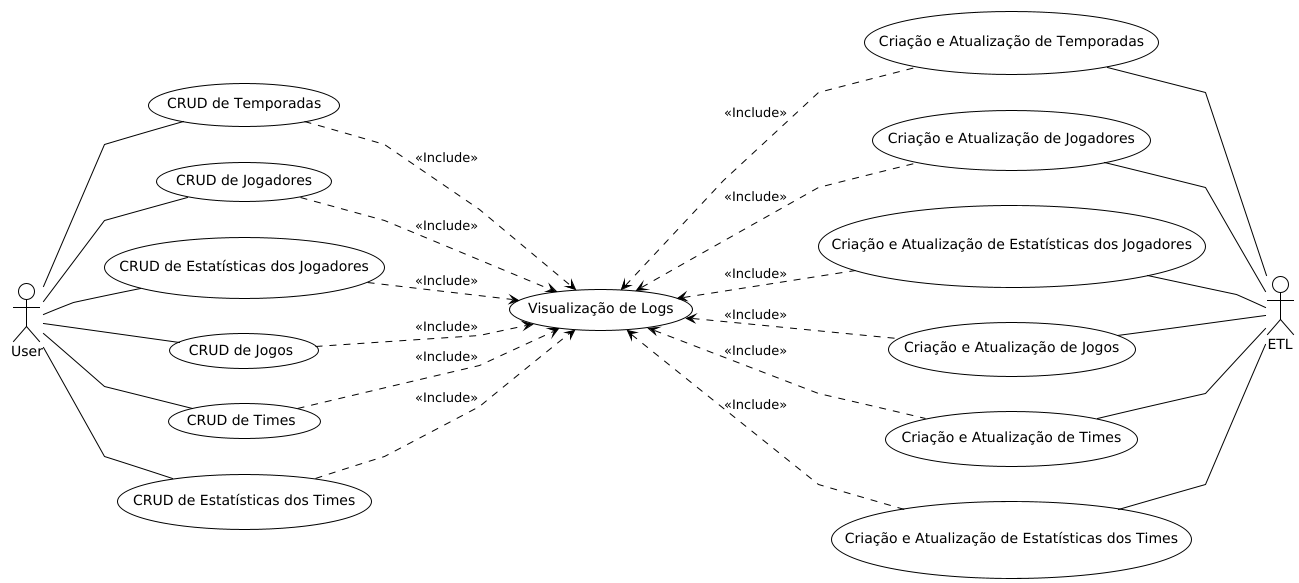 Criação e Atualização de Temporadas
CRUD de Temporadas
«Include»
Criação e Atualização de Jogadores
«Include»
CRUD de Jogadores
«Include»
«Include»
Criação e Atualização de Estatísticas dos Jogadores
CRUD de Estatísticas dos Jogadores
«Include»
«Include»
Visualização de Logs
«Include»
«Include»
User
ETL
CRUD de Jogos
Criação e Atualização de Jogos
«Include»
«Include»
«Include»
«Include»
CRUD de Times
Criação e Atualização de Times
CRUD de Estatísticas dos Times
Criação e Atualização de Estatísticas dos Times